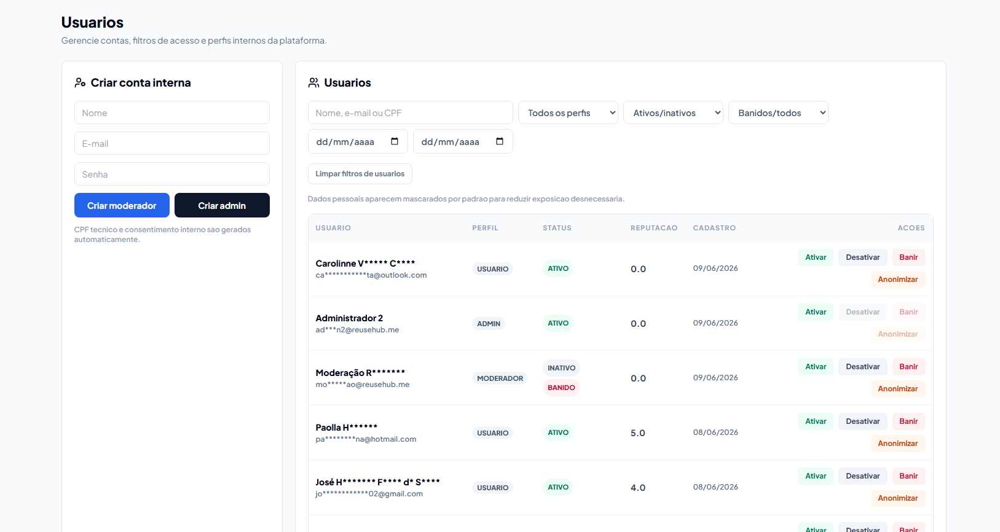 Usuarios
Gerencie contas, filtros de acesso e perfis internos da plataforma.
Criar conta interna
Nome
E-mail
Senha
Criar moderador Criar admin
CPF tecnico e consentimento interno sao gerados
automaticamente.
Usuarios
Nome, e-mail ou CPF Todos os perfis Ativos/inativos Banidos/todos
dd/mm/aaaa dd/mm/aaaa
Limpar filtros de usuarios
Dados pessoais aparecem mascarados por padrao para reduzir exposicao desnecessaria.
USUARIO PERFIL STATUS REPUTACAO CADASTRO ACOES
Carolinne V***** C****
ca***********ta@outlook.com
USUARIO ATIVO 0.0 09/06/2026 Ativar Desativar Banir
Anonimizar
Administrador 2
ad***n2@reusehub.me
ADMIN ATIVO 0.0 09/06/2026 Ativar Desativar Banir
Anonimizar
Moderação R*******
mo*****ao@reusehub.me
MODERADOR INATIVO BANIDO 0.0 09/06/2026 Ativar Desativar Banir
Anonimizar
Paolla H******
pa********na@hotmail.com
USUARIO ATIVO 5.0 08/06/2026 Ativar Desativar Banir
Anonimizar
José H******* F**** d* S****
jo************02@gmail.com
USUARIO ATIVO 4.0 08/06/2026 Ativar Desativar Banir
Anonimizar
Ativar Desativar Banir